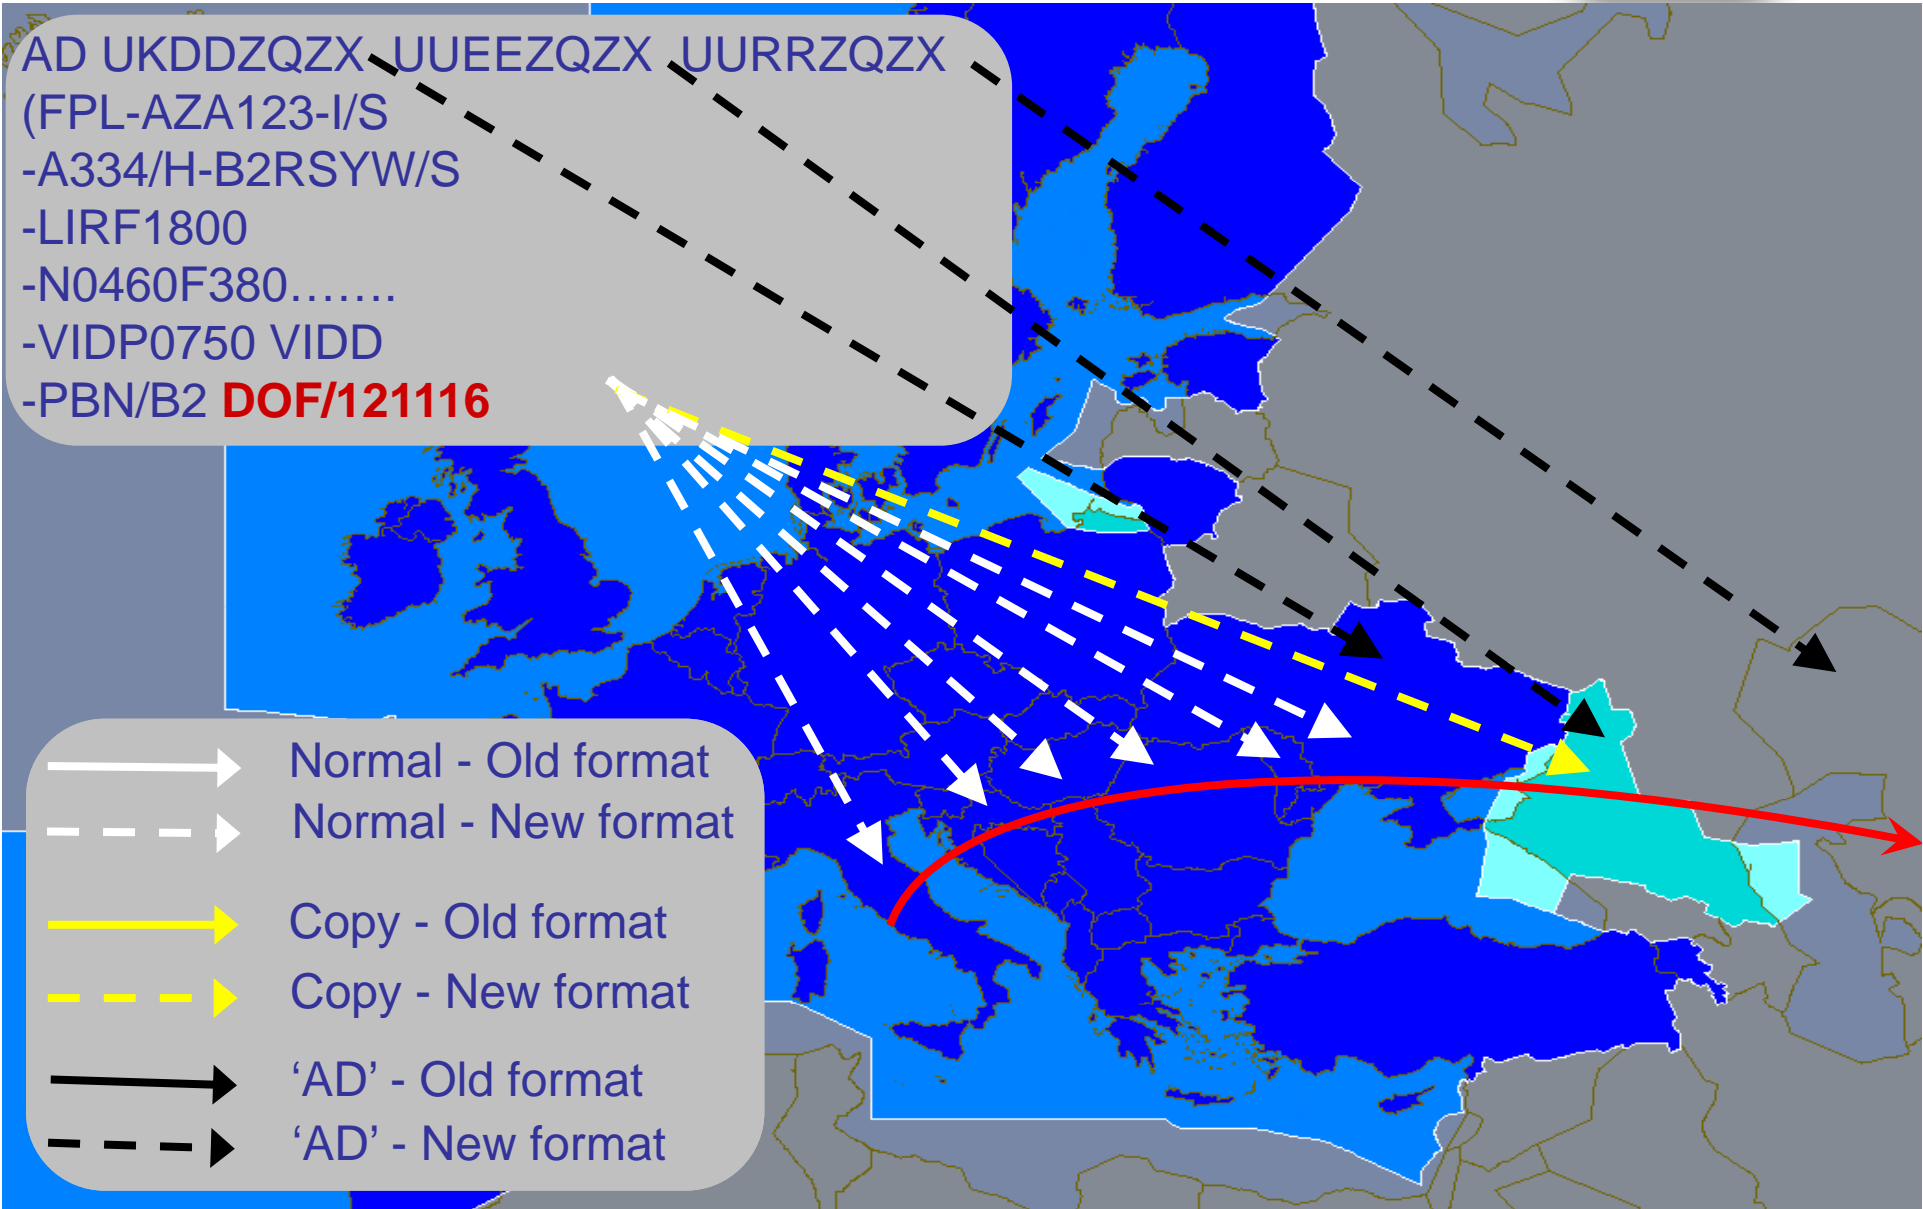 AD UKDDZQZX  UUEEZQZX  UURRZQZX
(FPL-AZA123-I/S
-A334/H-B2RSYW/S
-LIRF1800
-N0460F380…….
-VIDP0750 VIDD
-PBN/B2 DOF/121116
Normal - Old format
Normal - New format
Copy - Old format
Copy - New format
‘AD’ - Old format
‘AD’ - New format